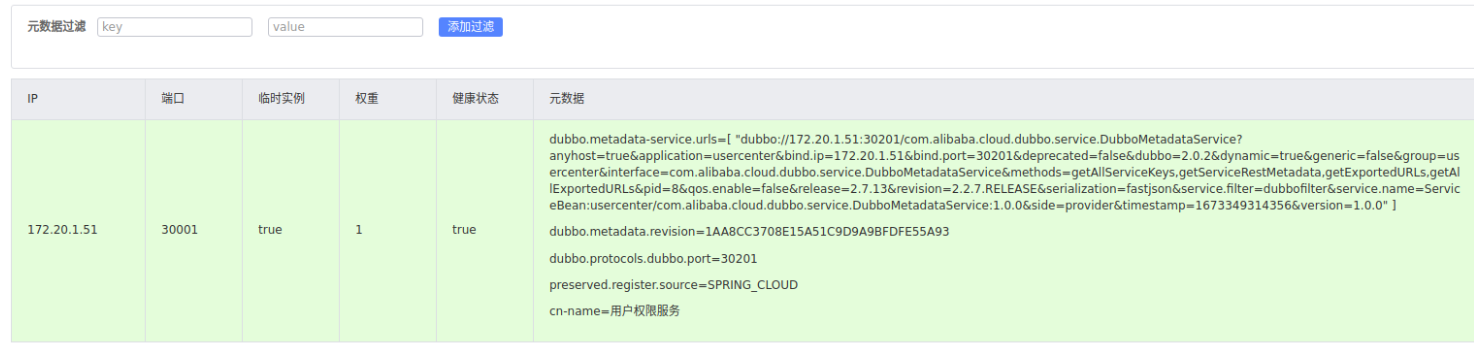 元数据过滤 key value 添加过滤
IP 端口 临时实例 权重 健康状态 元数据
dubbo.metadata-service.urls=[ "dubbo://172.20.1.51:30201/com.alibaba.cloud.dubbo.service.DubboMetadataService?
anyhost=true&application=usercenter&bind.ip=172.20.1.51&bind.port=30201&deprecated=false&dubbo=2.0.2&dynamic=true&generic=false&group=us
ercenter&interface=com.alibaba.cloud.dubbo.service.DubboMetadataService&methods=getAllServiceKeys,getServiceRestMetadata,getExportedURLs,getAl
lExportedURLs&pid=8&qos.enable=false&release=2.7.13&revision=2.2.7.RELEASE&serialization=fastjson&service.filter=dubbofilter&service.name=Servic
eBean:usercenter/com.alibaba.cloud.dubbo.service.DubboMetadataService:1.0.0&side=provider&timestamp=1673349314356&version=1.0.0" ]
172.20.1.51 30001 true 1 true
dubbo.metadata.revision=1AA8CC3708E15A51C9D9A9BFDFE55A93
dubbo.protocols.dubbo.port=30201
preserved.register.source=SPRING_CLOUD
cn-name=用户权限服务